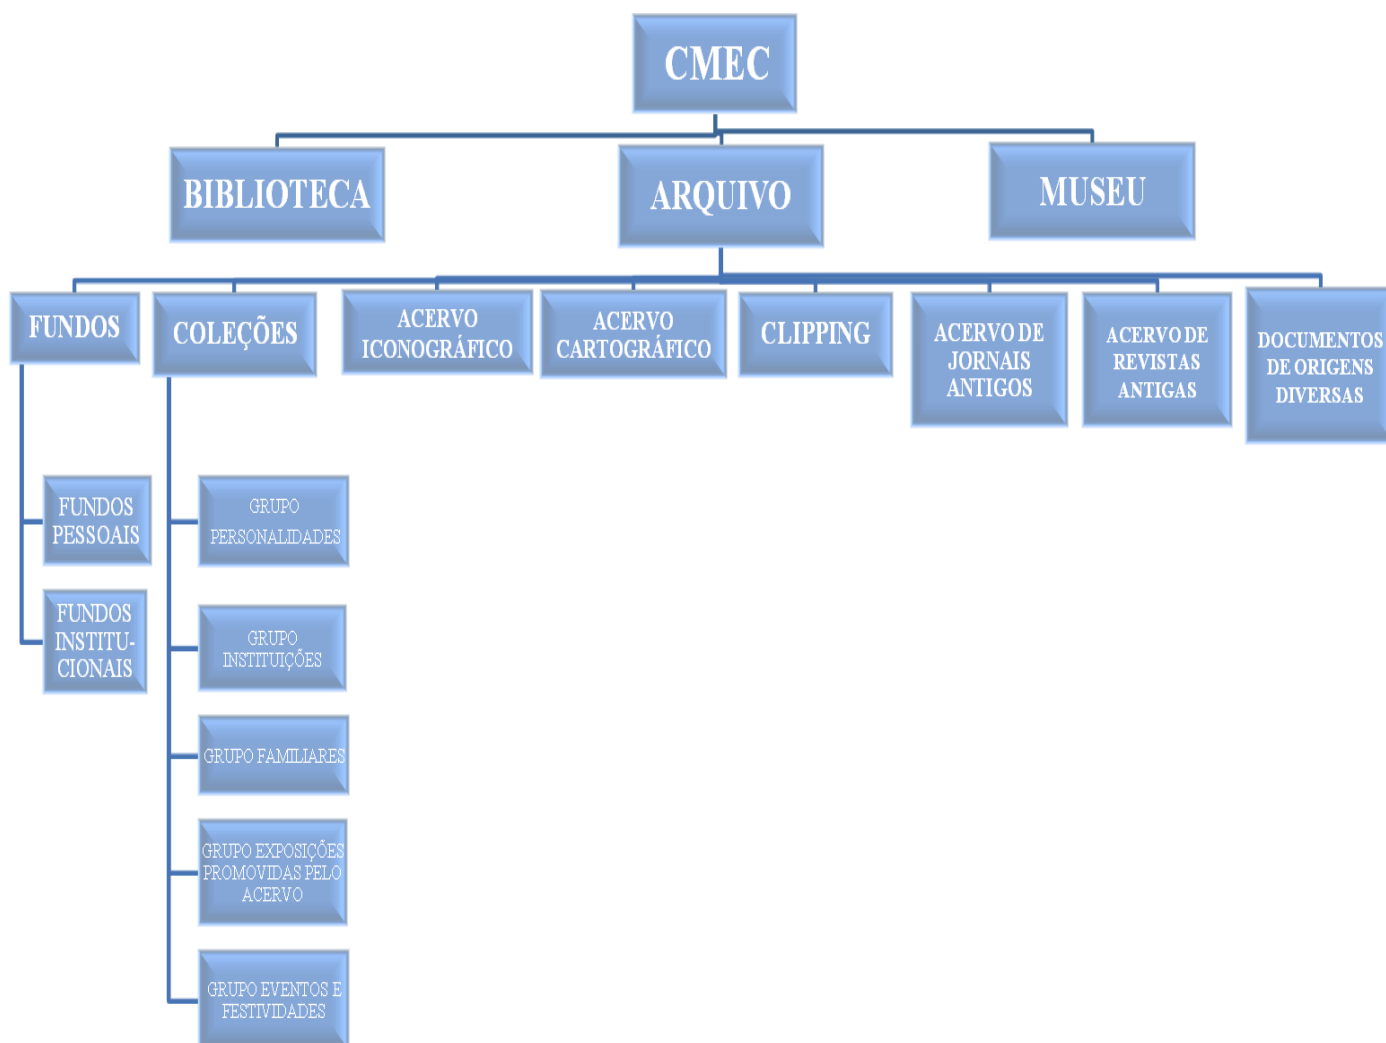 CMEC
BIBLIOTECA
ARQUIVO
MUSEU
FUNDOS
COLEÇÕES
ACERVO
ICONOGRÁFICO
ACERVO
CARTOGRÁFICO
CLIPPING
ACERVO DE
JORNAIS
ANTIGOS
ACERVO DE
REVISTAS
ANTIGAS
DOCUMENTOS
DE ORIGENS
DIVERSAS
FUNDOS
PESSOAIS
FUNDOS
INSTITU-
CIONAIS
GRUPO
PERSONALIDADES
GRUPO
INSTITUIÇÕES
GRUPO FAMILIARES
GRUPO EXPOSIÇÕES
PROMOVIDAS PELO
ACERVO
GRUPO EVENTOS E
FESTIVIDADES